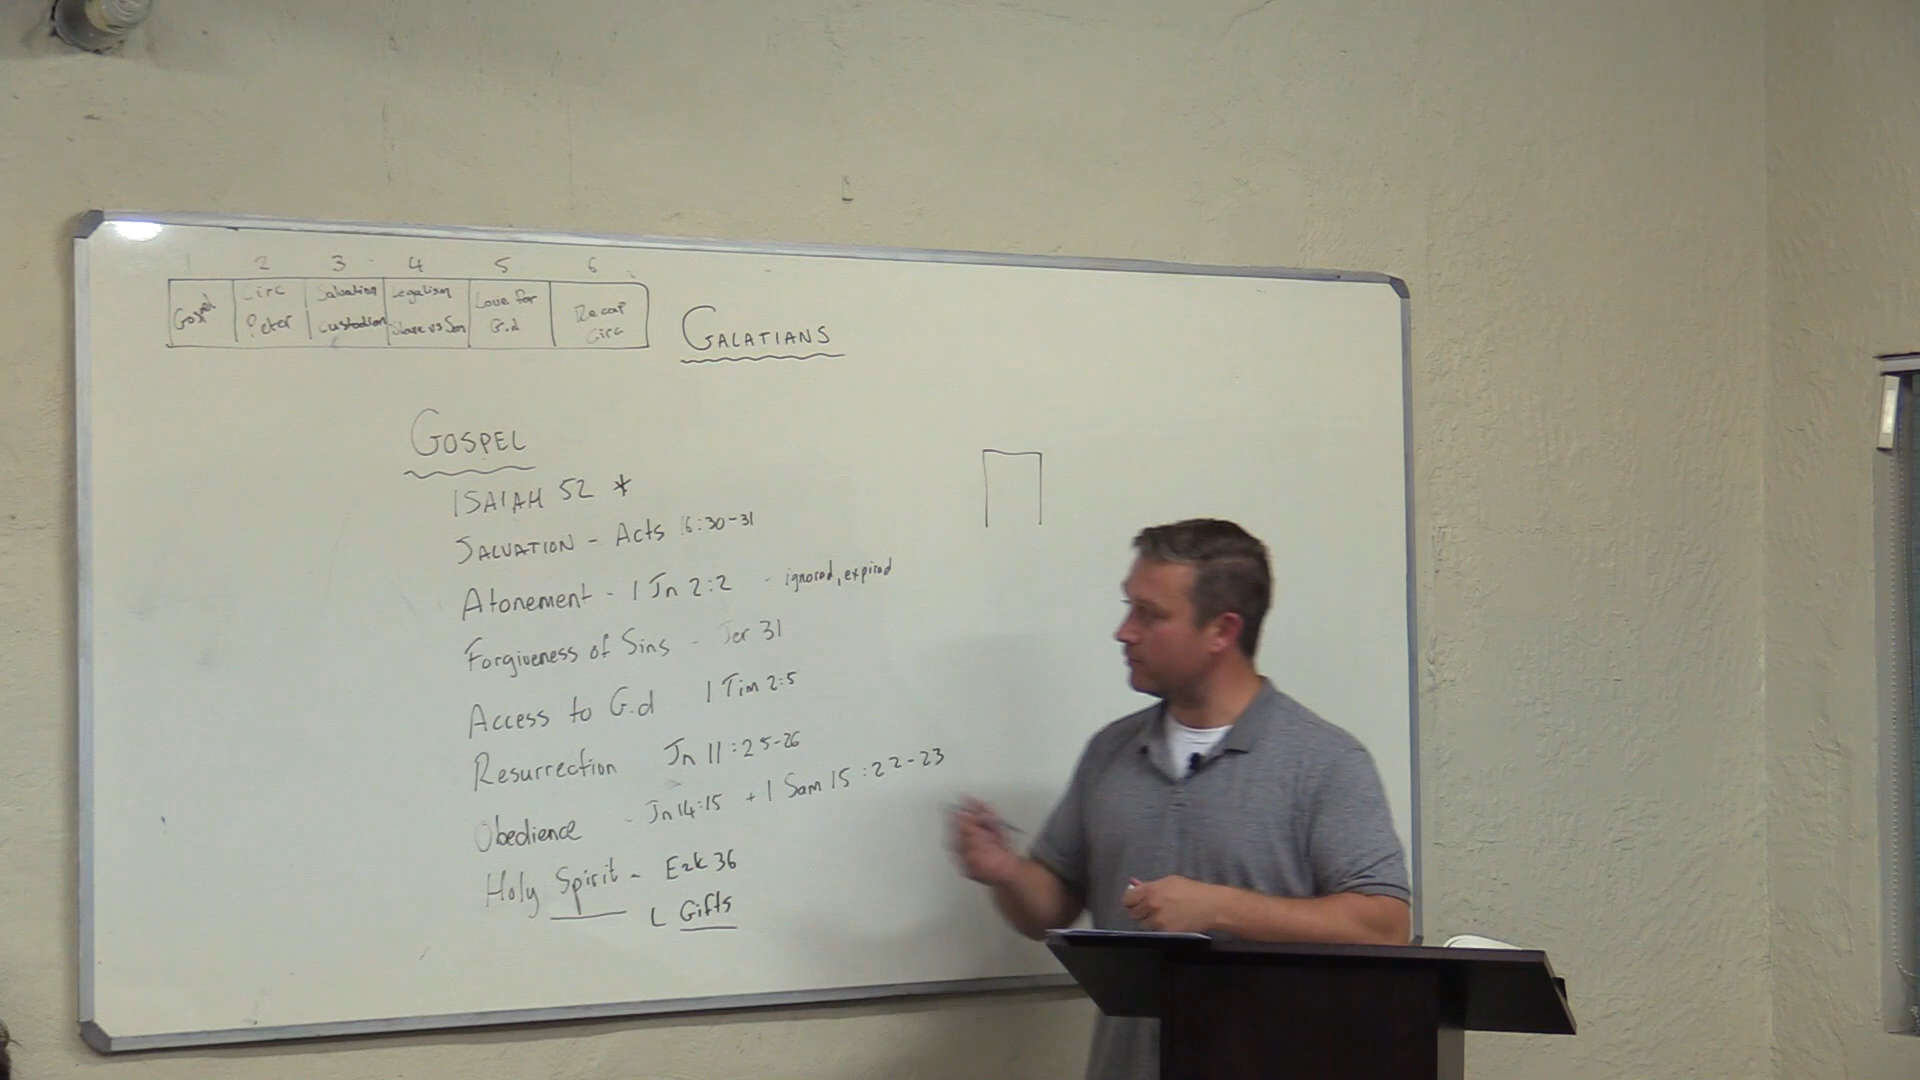 1 2 3 4 5 6
Gospel
Circ
Peter
Salvation
Custodian
Legalism
Slave vs Son
Love for
G.d
Recap
Circ
GALATIANS
GOSPEL
ISAIAH 52 *
SALVATION - Acts 16:30-31
Atonement - 1 Jn 2:2 - ignored, expired
Forgiveness of Sins - Jer 31
Access to G.d 1 Tim 2:5
Resurrection Jn 11:25-26
Obedience - Jn 14:15 + 1 Sam 15:22-23
Holy Spirit - Ezk 36
Gifts